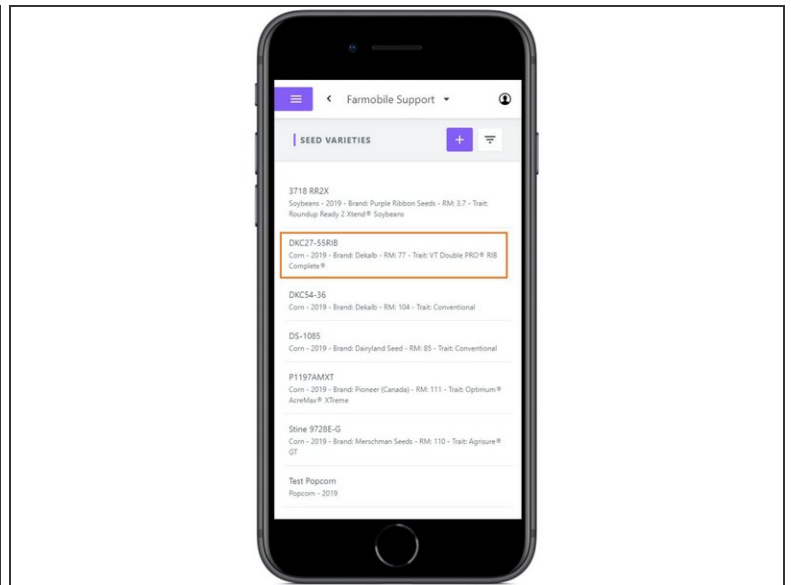 Farmobile Support
SEED VARIETIES
3718 RR2X
Soybeans - 2019 - Brand: Purple Ribbon Seeds - RM: 3.7 - Trait:
Roundup Ready 2 Xtend® Soybeans
DKC27-55RIB
Corn - 2019 - Brand: Dekalb - RM: 77 - Trait: VT Double PRO® RIB
Complete®
DKC54-36
Corn - 2019 - Brand: Dekalb - RM: 104 - Trait: Conventional
DS-1085
Corn - 2019 - Brand: Dairyland Seed - RM: 85 - Trait: Conventional
P1197AMXT
Corn - 2019 - Brand: Pioneer (Canada) - RM: 111 - Trait: Optimum®
AcreMax® XTreme
Stine 9728E-G
Corn - 2019 - Brand: Merschman Seeds - RM: 110 - Trait: Agrisure®
GT
Test Popcorn
Popcorn - 2019